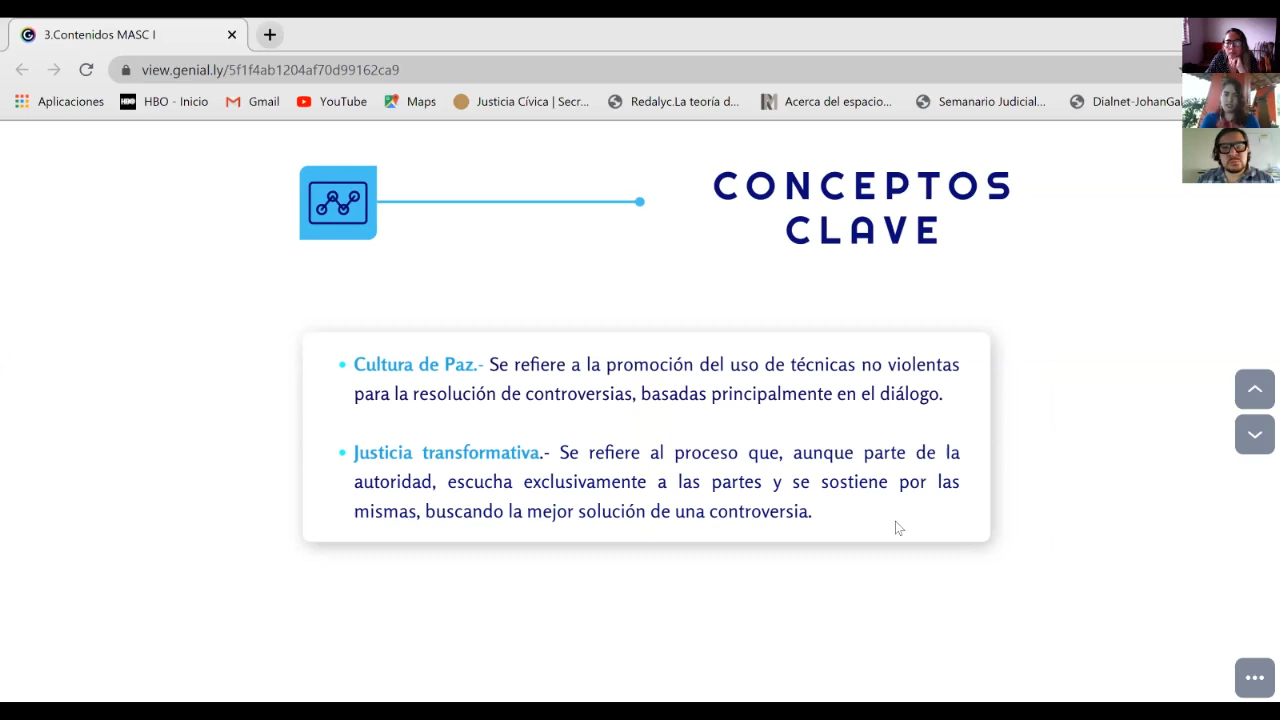 3.Contenidos MASC I
view.genial.ly/5f1f4ab1204af70d99162ca9
Aplicaciones HBO - Inicio Gmail YouTube Maps Justicia Cívica | Secr... Redalyc.La teoría d... Acerca del espacio... Semanario Judicial... Dialnet-JohanGal
CONCEPTOS
CLAVE
• Cultura de Paz.- Se refiere a la promoción del uso de técnicas no violentas
para la resolución de controversias, basadas principalmente en el diálogo.
• Justicia transformativa.- Se refiere al proceso que, aunque parte de la
autoridad, escucha exclusivamente a las partes y se sostiene por las
mismas, buscando la mejor solución de una controversia.